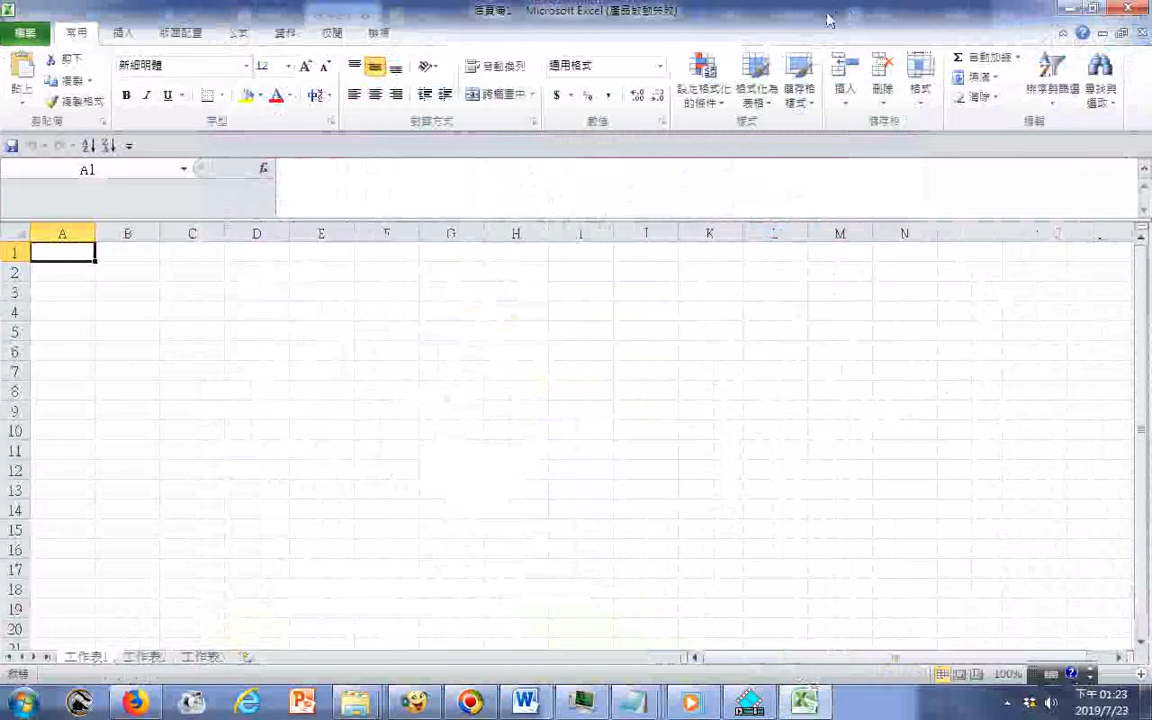 活頁簿1 - Microsoft Excel (產品啟動失敗)
檔案 常用 插入 版面配置 公式 資料 校閱 檢視
貼上 剪下 複製 複製格式
新細明體 12
B I U
自動換列
跨欄置中
通用格式
$ % ,
設定格式化的條件 格式化為表格 儲存格樣式
插入 刪除 格式
Σ 自動加總
填滿
清除
排序與篩選 尋找與選取
剪貼簿 字型 對齊方式 數值 樣式 儲存格 編輯
A1 fx
A B C D E F G H I J K L M N
1
2
3
4
5
6
7
8
9
10
11
12
13
14
15
16
17
18
19
20
21
工作表1 工作表2 工作表3
就緒 100%
下午 01:23
2019/7/23